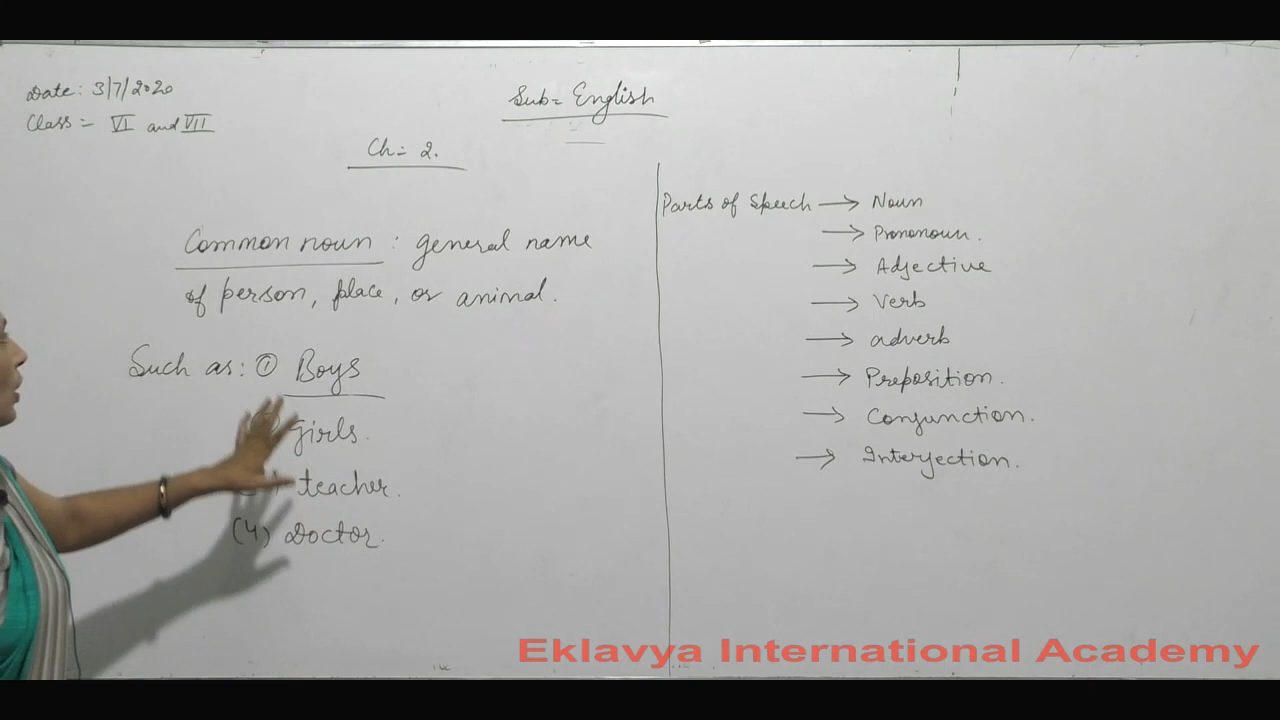 Date: 3/7/2020
Class = VI and VII
Sub = English
Ch = 2.
Common noun : general name
of person, place, or animal.
Such as: ① Boys
girls.
teacher.
(4) Doctor.
Parts of Speech → Noun
→ Prononoun.
→ Adjective
→ Verb
→ adverb
→ Preposition.
→ Conjunction.
→ Interjection.
Eklavya International Academy